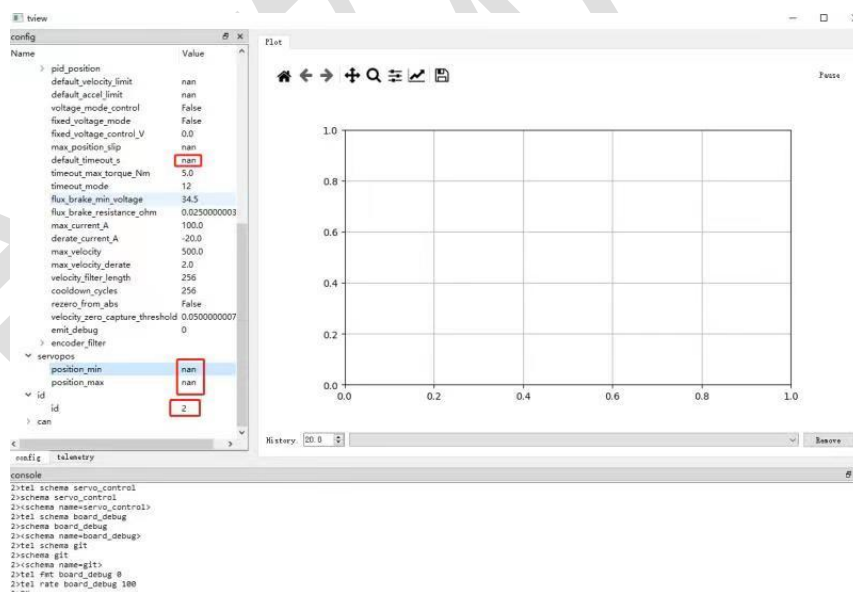 tview
config
Name Value
pid_position
default_velocity_limit nan
default_accel_limit nan
voltage_mode_control False
fixed_voltage_mode False
fixed_voltage_control_V 0.0
max_position_slip nan
default_timeout_s nan
timeout_max_torque_Nm 5.0
timeout_mode 12
flux_brake_min_voltage 34.5
flux_brake_resistance_ohm 0.0250000003
max_current_A 100.0
derate_current_A -20.0
max_velocity 500.0
max_velocity_derate 2.0
velocity_filter_length 256
cooldown_cycles 256
rezero_from_abs False
velocity_zero_capture_threshold 0.0500000007
emit_debug 0
encoder_filter
servopos
position_min nan
position_max nan
id
id 2
can
config telemetry
Plot
Pause
1.0
0.8
0.6
0.4
0.2
0.0
0.0 0.2 0.4 0.6 0.8 1.0
History: 20.0 Remove
console
2>tel schema servo_control
2>schema servo_control
2><schema name=servo_control>
2>tel schema board_debug
2>schema board_debug
2><schema name=board_debug>
2>tel schema git
2>schema git
2><schema name=git>
2>tel fmt board_debug 0
2>tel rate board_debug 100